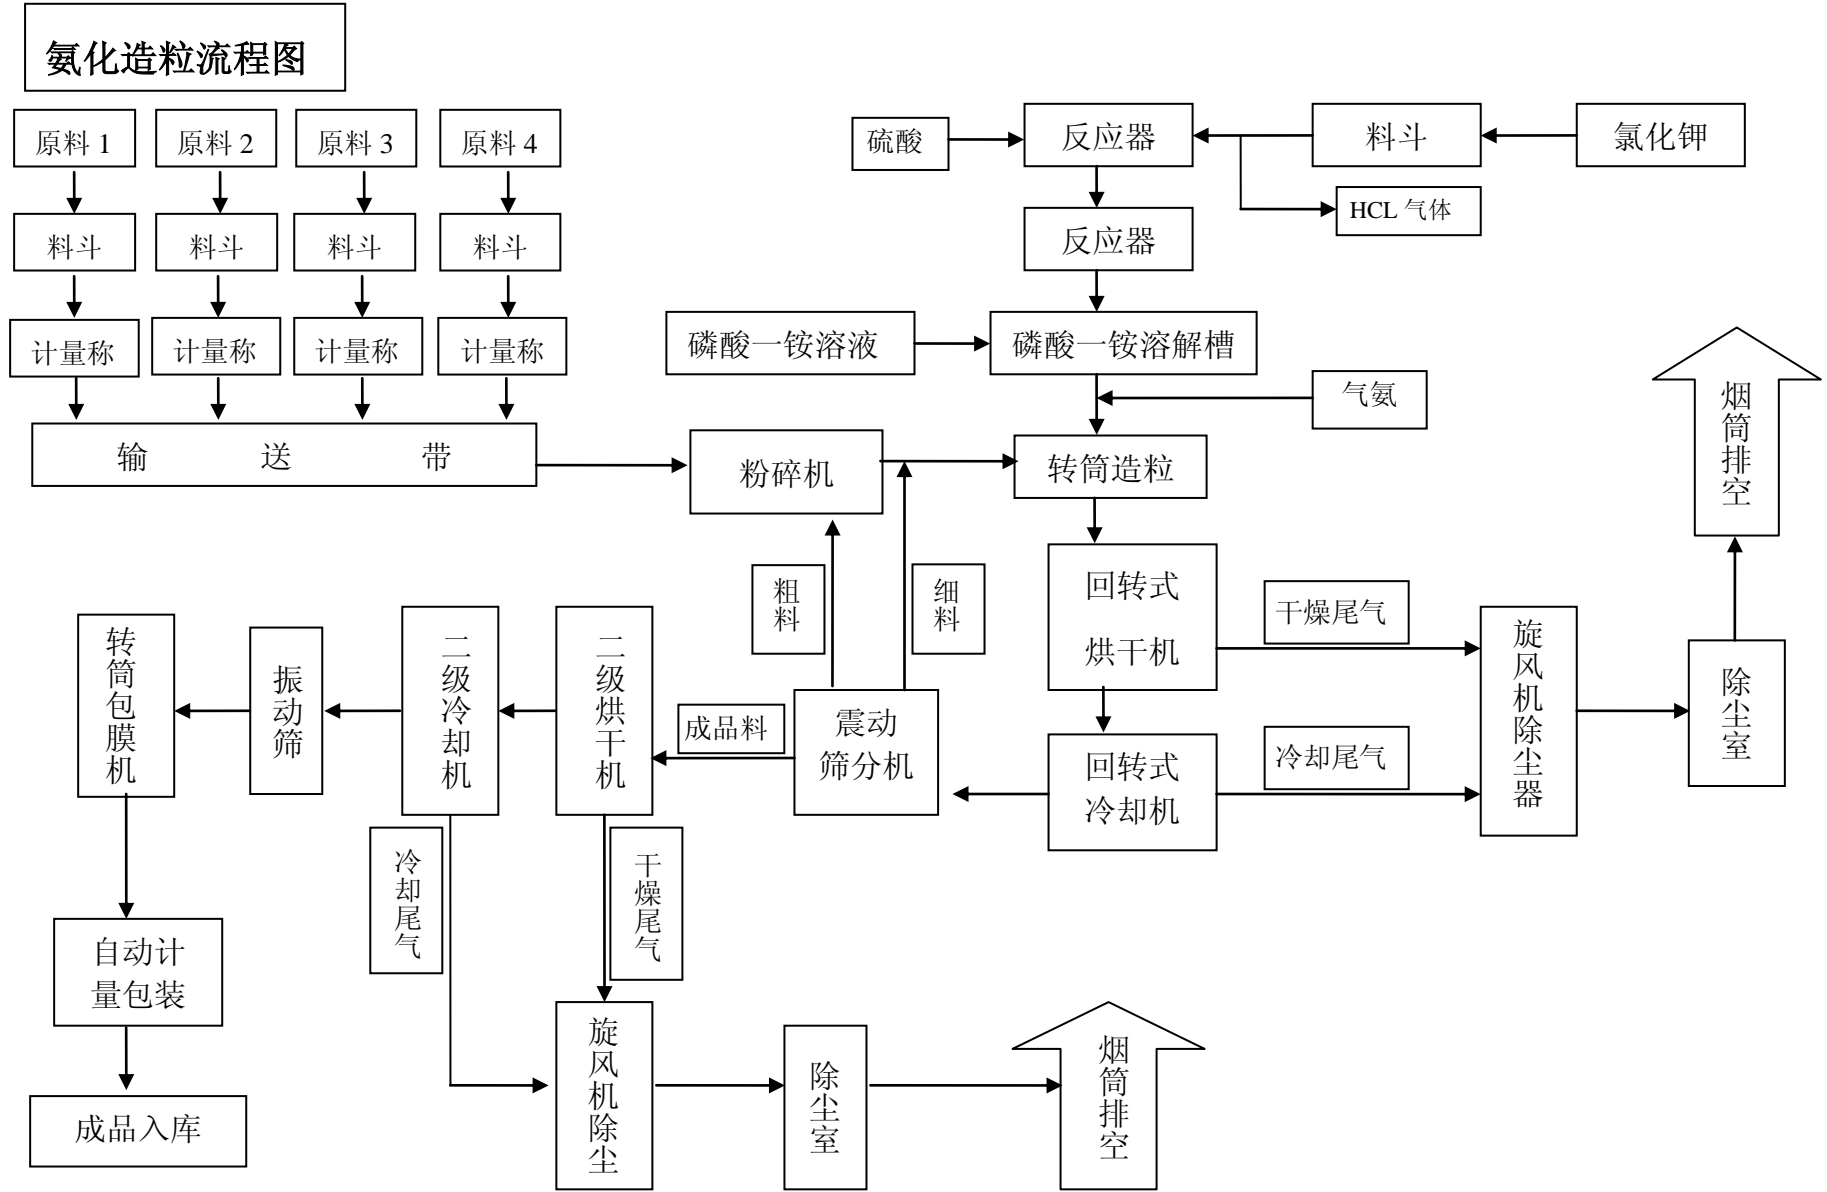 氨化造粒流程图
原料 1
原料 2
原料 3
原料 4
硫酸
反应器
料斗
氯化钾
HCL 气体
料斗
料斗
料斗
料斗
反应器
计量称
计量称
计量称
计量称
磷酸一铵溶液
磷酸一铵溶解槽
气氨
烟筒排空
输送带
粉碎机
转筒造粒
粗料
细料
回转式
烘干机
干燥尾气
旋风机除尘器
除尘室
转筒包膜机
振动筛
二级冷却机
二级烘干机
成品料
震动
筛分机
回转式
冷却机
冷却尾气
冷却尾气
干燥尾气
自动计
量包装
旋风机除尘
除尘室
烟筒排空
成品入库